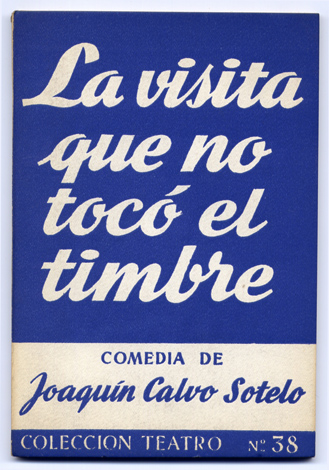 La visita
que no
tocó el
timbre
COMEDIA DE
Joaquín Calvo Sotelo
COLECCION TEATRO Nº 38